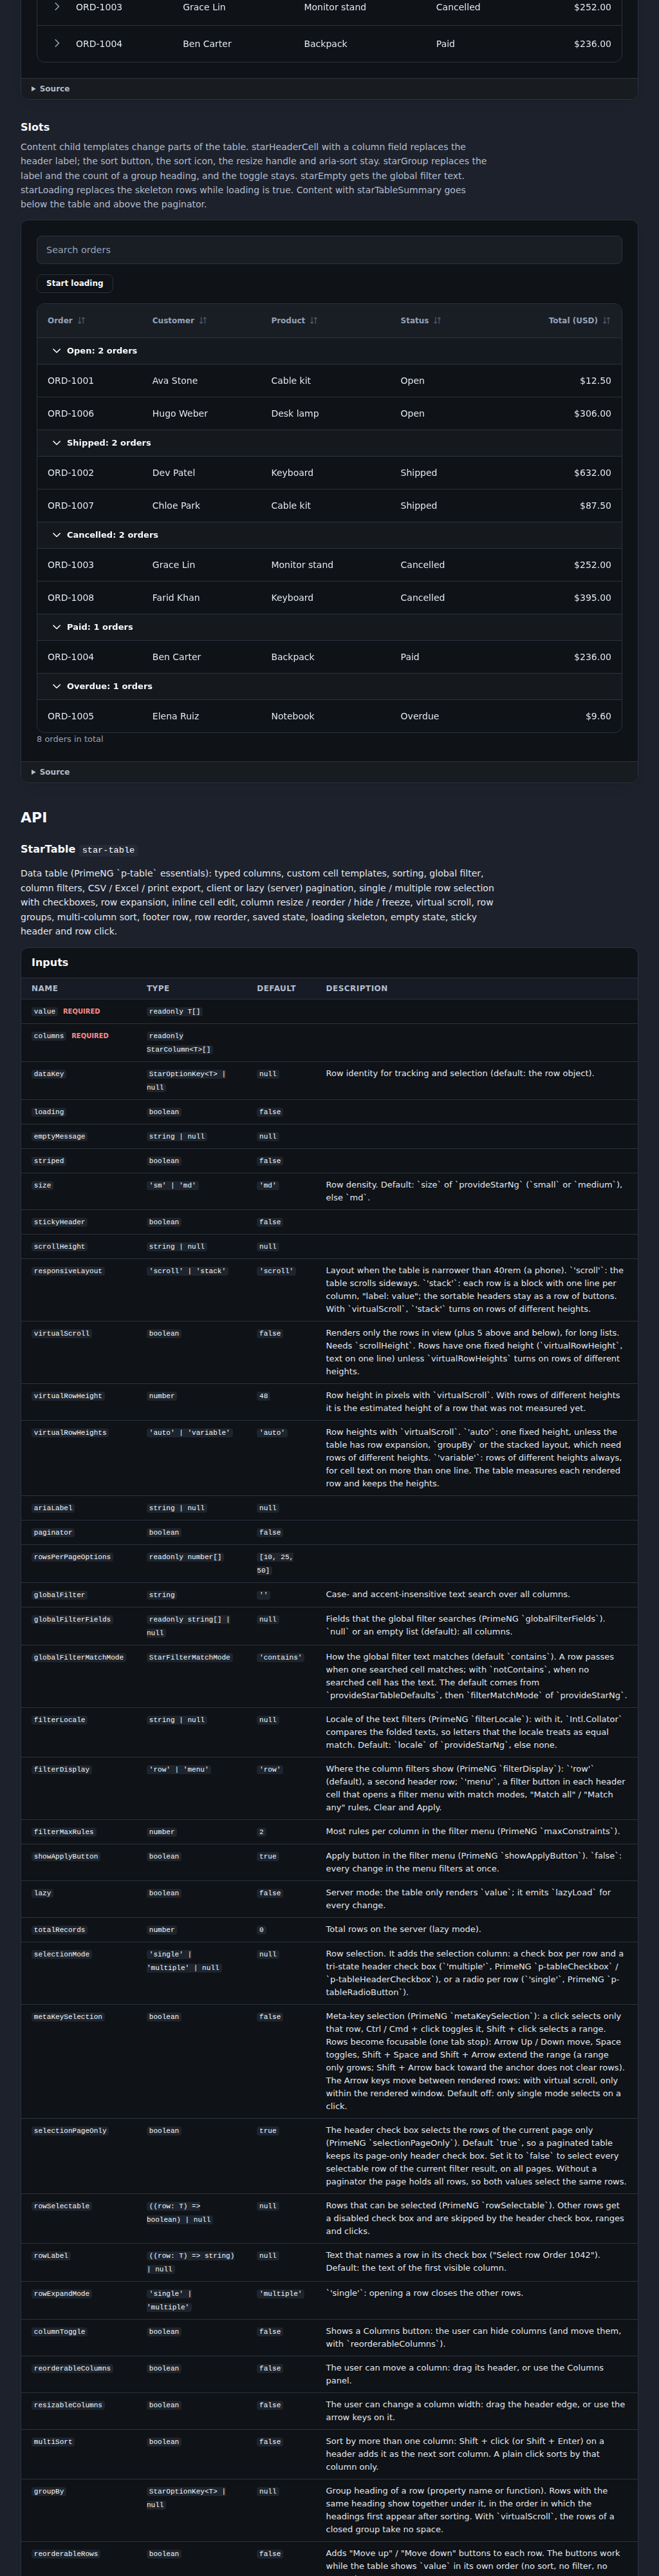 ORD-1003 Grace Lin Monitor stand Cancelled $252.00
ORD-1004 Ben Carter Backpack Paid $236.00
Source
Slots
Content child templates change parts of the table. starHeaderCell with a column field replaces the
header label; the sort button, the sort icon, the resize handle and aria-sort stay. starGroup replaces the
label and the count of a group heading, and the toggle stays. starEmpty gets the global filter text.
starLoading replaces the skeleton rows while loading is true. Content with starTableSummary goes
below the table and above the paginator.
Search orders
Start loading
Order Customer Product Status Total (USD)
Open: 2 orders
ORD-1001 Ava Stone Cable kit Open $12.50
ORD-1006 Hugo Weber Desk lamp Open $306.00
Shipped: 2 orders
ORD-1002 Dev Patel Keyboard Shipped $632.00
ORD-1007 Chloe Park Cable kit Shipped $87.50
Cancelled: 2 orders
ORD-1003 Grace Lin Monitor stand Cancelled $252.00
ORD-1008 Farid Khan Keyboard Cancelled $395.00
Paid: 1 orders
ORD-1004 Ben Carter Backpack Paid $236.00
Overdue: 1 orders
ORD-1005 Elena Ruiz Notebook Overdue $9.60
8 orders in total
Source
API
StarTable star-table
Data table (PrimeNG `p-table` essentials): typed columns, custom cell templates, sorting, global filter,
column filters, CSV / Excel / print export, client or lazy (server) pagination, single / multiple row selection
with checkboxes, row expansion, inline cell edit, column resize / reorder / hide / freeze, virtual scroll, row
groups, multi-column sort, footer row, row reorder, saved state, loading skeleton, empty state, sticky
header and row click.
Inputs
NAME TYPE DEFAULT DESCRIPTION
value REQUIRED readonly T[]
columns REQUIRED readonly
StarColumn<T>[]
dataKey StarOptionKey<T> | null Row identity for tracking and selection (default: the row object).
null
loading boolean false
emptyMessage string | null null
striped boolean false
size 'sm' | 'md' 'md' Row density. Default: `size` of `provideStarNg` (`small` or `medium`),
else `md`.
stickyHeader boolean false
scrollHeight string | null null
responsiveLayout 'scroll' | 'stack' 'scroll' Layout when the table is narrower than 40rem (a phone). `'scroll'`: the
table scrolls sideways. `'stack'`: each row is a block with one line per
column, "label: value"; the sortable headers stay as a row of buttons.
With `virtualScroll`, `'stack'` turns on rows of different heights.
virtualScroll boolean false Renders only the rows in view (plus 5 above and below), for long lists.
Needs `scrollHeight`. Rows have one fixed height (`virtualRowHeight`,
text on one line) unless `virtualRowHeights` turns on rows of different
heights.
virtualRowHeight number 48 Row height in pixels with `virtualScroll`. With rows of different heights
it is the estimated height of a row that was not measured yet.
virtualRowHeights 'auto' | 'variable' 'auto' Row heights with `virtualScroll`. `'auto'`: one fixed height, unless the
table has row expansion, `groupBy` or the stacked layout, which need
rows of different heights. `'variable'`: rows of different heights always,
for cell text on more than one line. The table measures each rendered
row and keeps the heights.
ariaLabel string | null null
paginator boolean false
rowsPerPageOptions readonly number[] [10, 25,
50]
globalFilter string '' Case- and accent-insensitive text search over all columns.
globalFilterFields readonly string[] | null Fields that the global filter searches (PrimeNG `globalFilterFields`).
null `null` or an empty list (default): all columns.
globalFilterMatchMode StarFilterMatchMode 'contains' How the global filter text matches (default `contains`). A row passes
when one searched cell matches; with `notContains`, when no
searched cell has the text. The default comes from
`provideStarTableDefaults`, then `filterMatchMode` of `provideStarNg`.
filterLocale string | null null Locale of the text filters (PrimeNG `filterLocale`): with it, `Intl.Collator`
compares the folded texts, so letters that the locale treats as equal
match. Default: `locale` of `provideStarNg`, else none.
filterDisplay 'row' | 'menu' 'row' Where the column filters show (PrimeNG `filterDisplay`): `'row'`
(default), a second header row; `'menu'`, a filter button in each header
cell that opens a filter menu with match modes, "Match all" / "Match
any" rules, Clear and Apply.
filterMaxRules number 2 Most rules per column in the filter menu (PrimeNG `maxConstraints`).
showApplyButton boolean true Apply button in the filter menu (PrimeNG `showApplyButton`). `false`:
every change in the menu filters at once.
lazy boolean false Server mode: the table only renders `value`; it emits `lazyLoad` for
every change.
totalRecords number 0 Total rows on the server (lazy mode).
selectionMode 'single' | null Row selection. It adds the selection column: a check box per row and a
'multiple' | null tri-state header check box (`'multiple'`, PrimeNG `p-tableCheckbox` /
`p-tableHeaderCheckbox`), or a radio per row (`'single'`, PrimeNG `p-
tableRadioButton`).
metaKeySelection boolean false Meta-key selection (PrimeNG `metaKeySelection`): a click selects only
that row, Ctrl / Cmd + click toggles it, Shift + click selects a range.
Rows become focusable (one tab stop): Arrow Up / Down move, Space
toggles, Shift + Space and Shift + Arrow extend the range (a range
only grows; Shift + Arrow back toward the anchor does not clear rows).
The Arrow keys move between rendered rows: with virtual scroll, only
within the rendered window. Default off: only single mode selects on a
click.
selectionPageOnly boolean true The header check box selects the rows of the current page only
(PrimeNG `selectionPageOnly`). Default `true`, so a paginated table
keeps its page-only header check box. Set it to `false` to select every
selectable row of the current filter result, on all pages. Without a
paginator the page holds all rows, so both values select the same rows.
rowSelectable ((row: T) => null Rows that can be selected (PrimeNG `rowSelectable`). Other rows get
boolean) | null a disabled check box and are skipped by the header check box, ranges
and clicks.
rowLabel ((row: T) => string) null Text that names a row in its check box ("Select row Order 1042").
| null Default: the text of the first visible column.
rowExpandMode 'single' | 'multiple' `'single'`: opening a row closes the other rows.
'multiple'
columnToggle boolean false Shows a Columns button: the user can hide columns (and move them,
with `reorderableColumns`).
reorderableColumns boolean false The user can move a column: drag its header, or use the Columns
panel.
resizableColumns boolean false The user can change a column width: drag the header edge, or use the
arrow keys on it.
multiSort boolean false Sort by more than one column: Shift + click (or Shift + Enter) on a
header adds it as the next sort column. A plain click sorts by that
column only.
groupBy StarOptionKey<T> | null Group heading of a row (property name or function). Rows with the
null same heading show together under it, in the order in which the
headings first appear after sorting. With `virtualScroll`, the rows of a
closed group take no space.
reorderableRows boolean false Adds "Move up" / "Move down" buttons to each row. The buttons work
while the table shows `value` in its own order (no sort, no filter, no